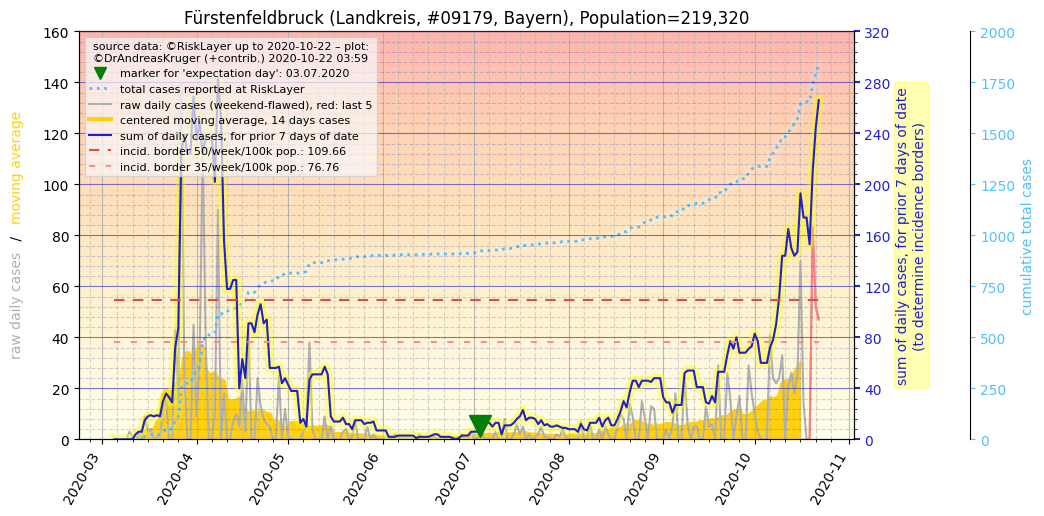 Fürstenfeldbruck (Landkreis, #09179, Bayern), Population=219,320
source data: ©RiskLayer up to 2020-10-22 – plot:
©DrAndreasKruger (+contrib.) 2020-10-22 03:59
marker for 'expectation day': 03.07.2020
total cases reported at RiskLayer
raw daily cases (weekend-flawed), red: last 5
centered moving average, 14 days cases
sum of daily cases, for prior 7 days of date
incid. border 50/week/100k pop.: 109.66
incid. border 35/week/100k pop.: 76.76
raw daily cases / moving average
160
140
120
100
80
60
40
20
0
2020-03
2020-04
2020-05
2020-06
2020-07
2020-08
2020-09
2020-10
2020-11
320
280
240
200
160
120
80
40
0
sum of daily cases, for prior 7 days of date
(to determine incidence borders)
2000
1750
1500
1250
1000
750
500
250
0
cumulative total cases